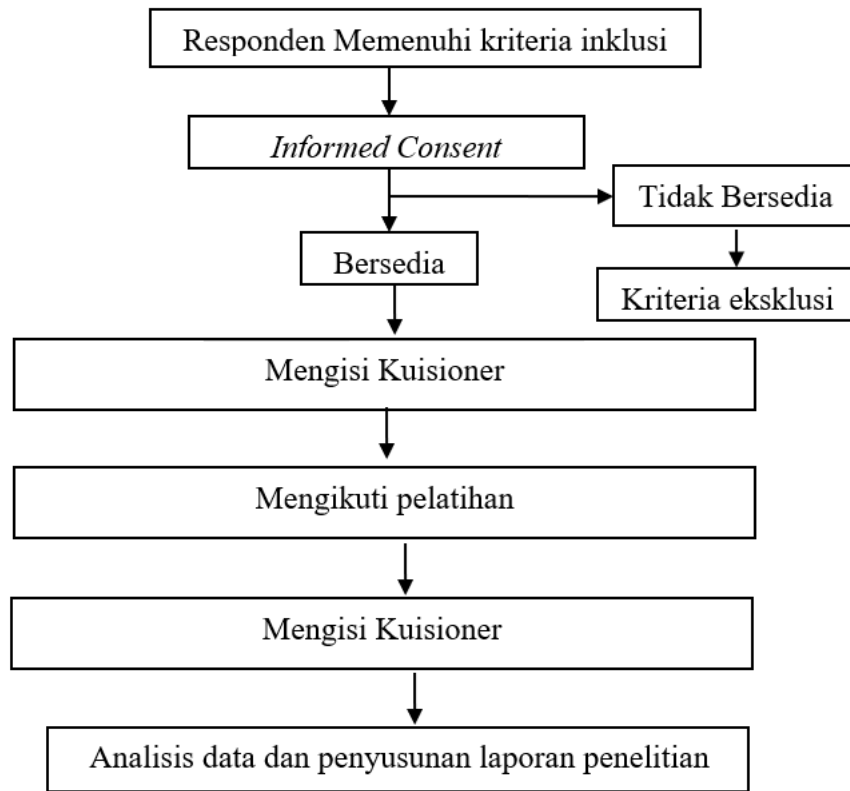 Responden Memenuhi kriteria inklusi
Informed Consent
Tidak Bersedia
Bersedia
Kriteria eksklusi
Mengisi Kuisioner
Mengikuti pelatihan
Mengisi Kuisioner
Analisis data dan penyusunan laporan penelitian